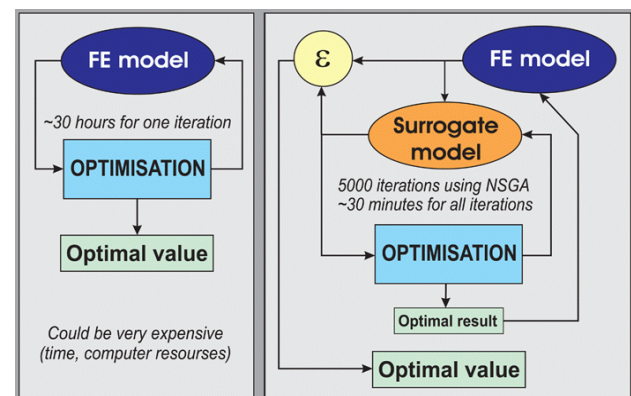 FE model
~30 hours for one iteration
OPTIMISATION
Optimal value
Could be very expensive
(time, computer resourses)
ε
FE model
Surrogate
model
5000 iterations using NSGA
~30 minutes for all iterations
OPTIMISATION
Optimal result
Optimal value